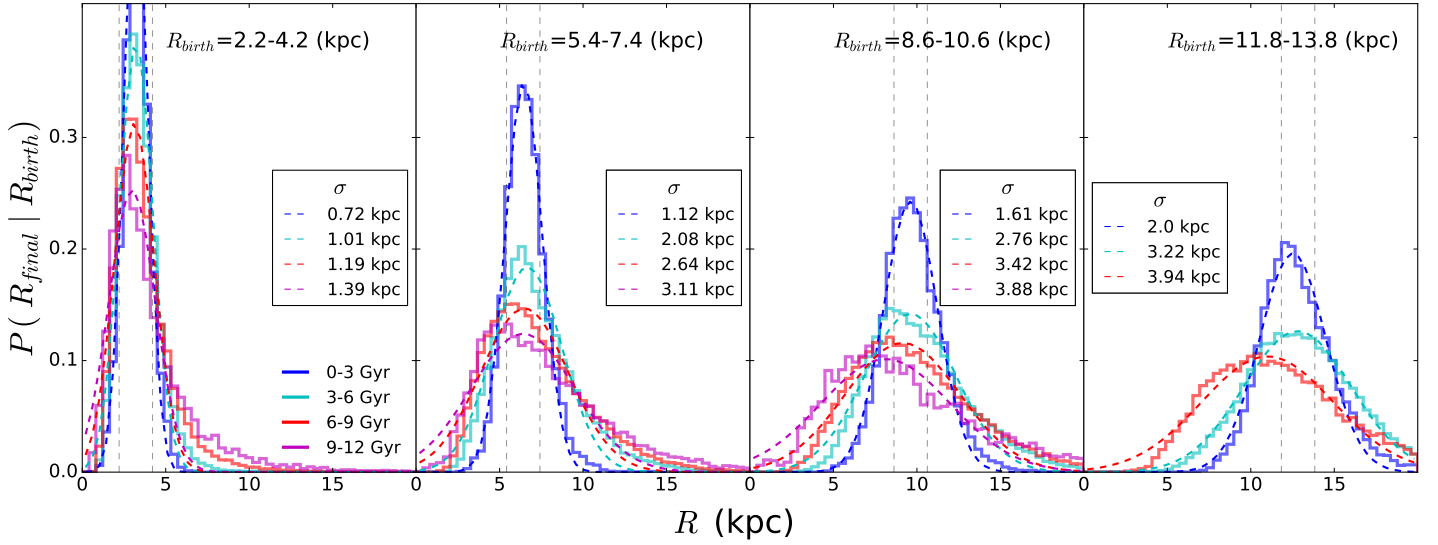 R_birth=2.2-4.2 (kpc)
R_birth=5.4-7.4 (kpc)
R_birth=8.6-10.6 (kpc)
R_birth=11.8-13.8 (kpc)
P ( R_final | R_birth )
0.3
0.2
0.1
0.0
σ
0.72 kpc
1.01 kpc
1.19 kpc
1.39 kpc
0-3 Gyr
3-6 Gyr
6-9 Gyr
9-12 Gyr
σ
1.12 kpc
2.08 kpc
2.64 kpc
3.11 kpc
σ
1.61 kpc
2.76 kpc
3.42 kpc
3.88 kpc
σ
2.0 kpc
3.22 kpc
3.94 kpc
0 5 10 15 0 5 10 15 0 5 10 15 0 5 10 15
R (kpc)